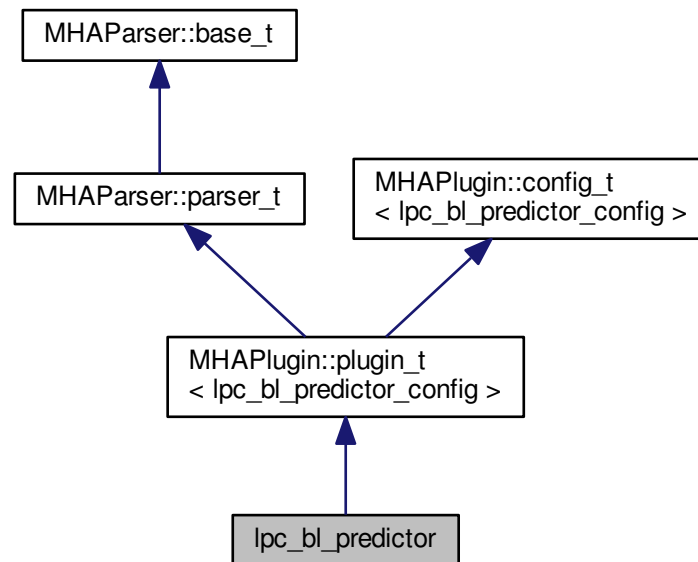 MHAParser::base_t
MHAParser::parser_t
MHAPlugin::config_t
< lpc_bl_predictor_config >
MHAPlugin::plugin_t
< lpc_bl_predictor_config >
lpc_bl_predictor